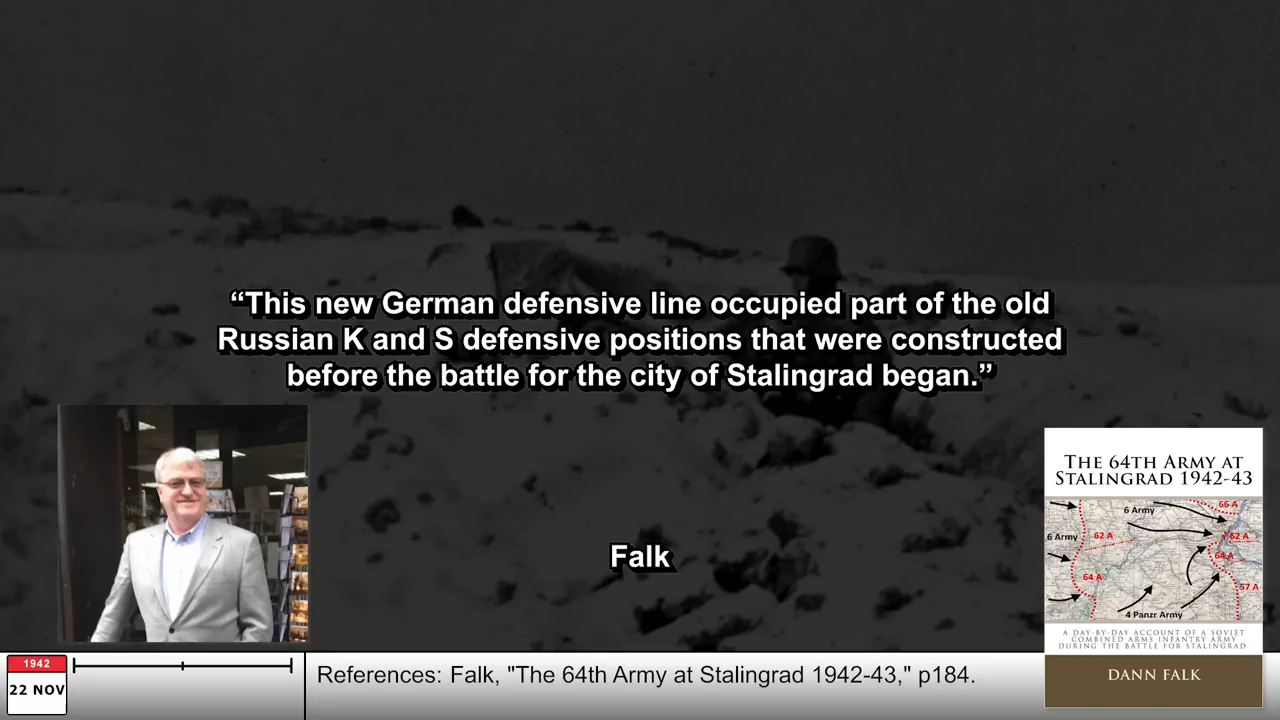 “This new German defensive line occupied part of the old
Russian K and S defensive positions that were constructed
before the battle for the city of Stalingrad began.”
Falk
THE 64TH ARMY AT
STALINGRAD 1942-43
66 A
6 Army
6 Army
62 A
62 A
64 A
64 A
57 A
4 Panzr Army
A DAY-BY-DAY ACCOUNT OF A SOVIET
COMBINED ARMS INFANTRY ARMY
DURING THE BATTLE FOR STALINGRAD
DANN FALK
1942
22 NOV
References: Falk, "The 64th Army at Stalingrad 1942-43," p184.